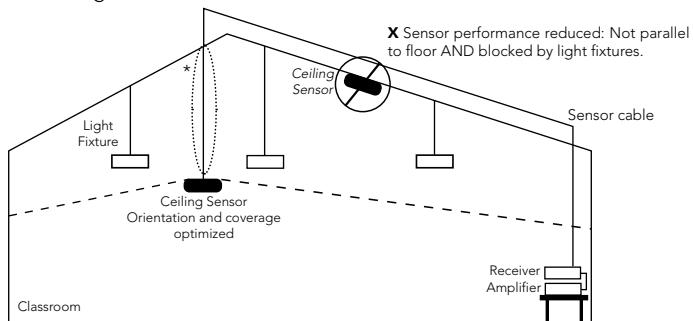 X Sensor performance reduced: Not parallel
to floor AND blocked by light fixtures.
*
Ceiling
Sensor
Sensor cable
Light
Fixture
Ceiling Sensor
Orientation and coverage
optimized
Receiver
Amplifier
Classroom